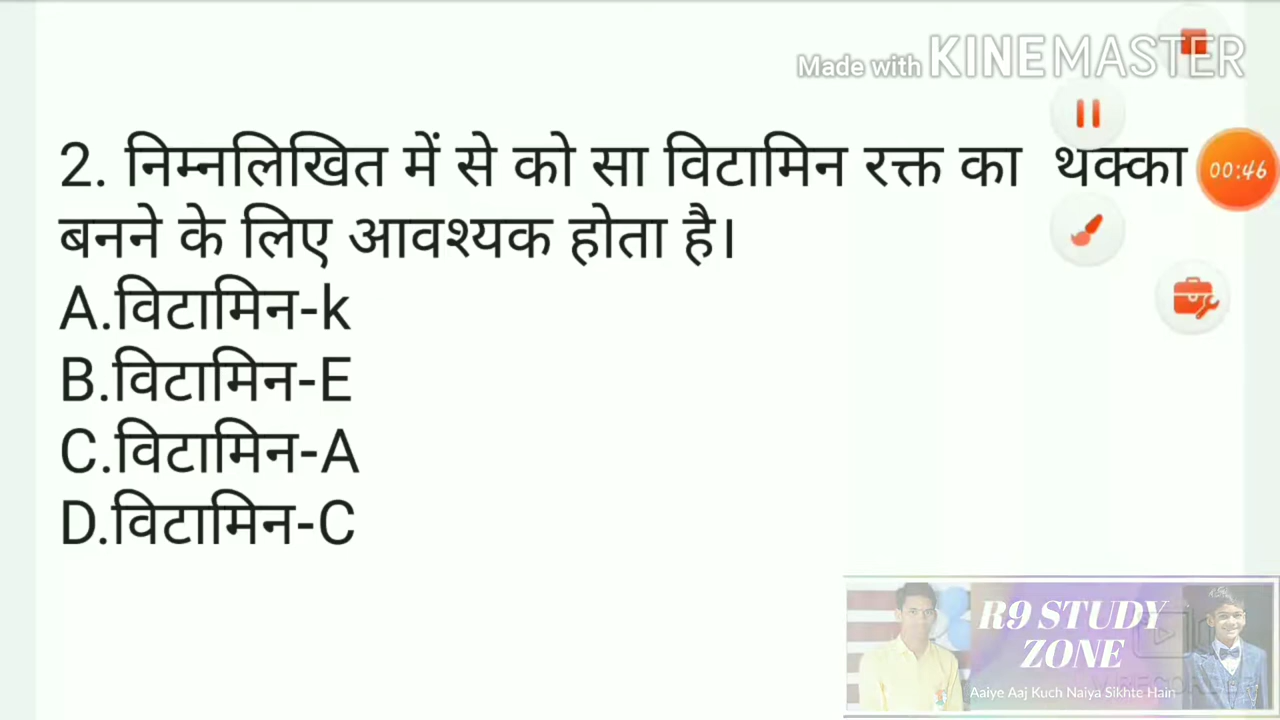 Made with KINEMASTER
2. निम्नलिखित में से को सा विटामिन रक्त का थक्का
00:46
बनने के लिए आवश्यक होता है।
A.विटामिन-k
B.विटामिन-E
C.विटामिन-A
D.विटामिन-C
R9 STUDY
ZONE
Aaiye Aaj Kuch Naiya Sikhte Hain